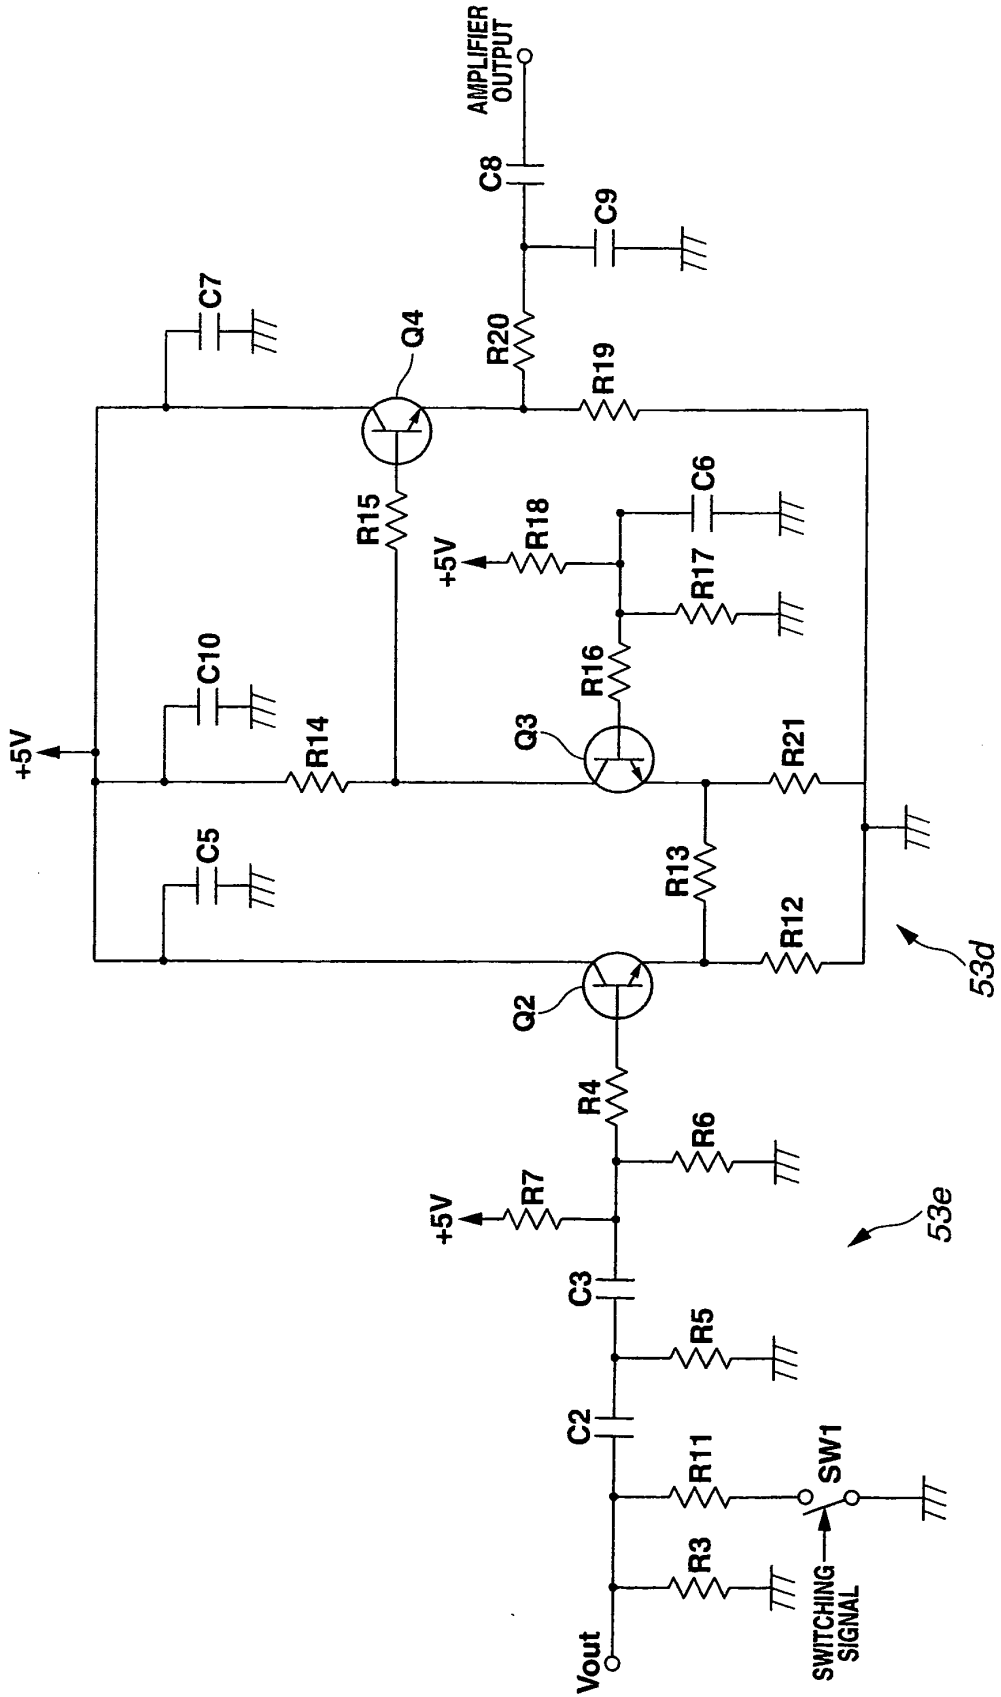 +5V
C5
C10
C7
R14
Q4
R15
AMPLIFIER
OUTPUT
C8
R20
C9
R19
+5V
R18
C6
R17
R16
Q3
Q2
R13
R21
R12
53d
Vout
R3
R11
SW1
SWITCHING
SIGNAL
C2
R5
C3
+5V
R7
R6
R4
53e